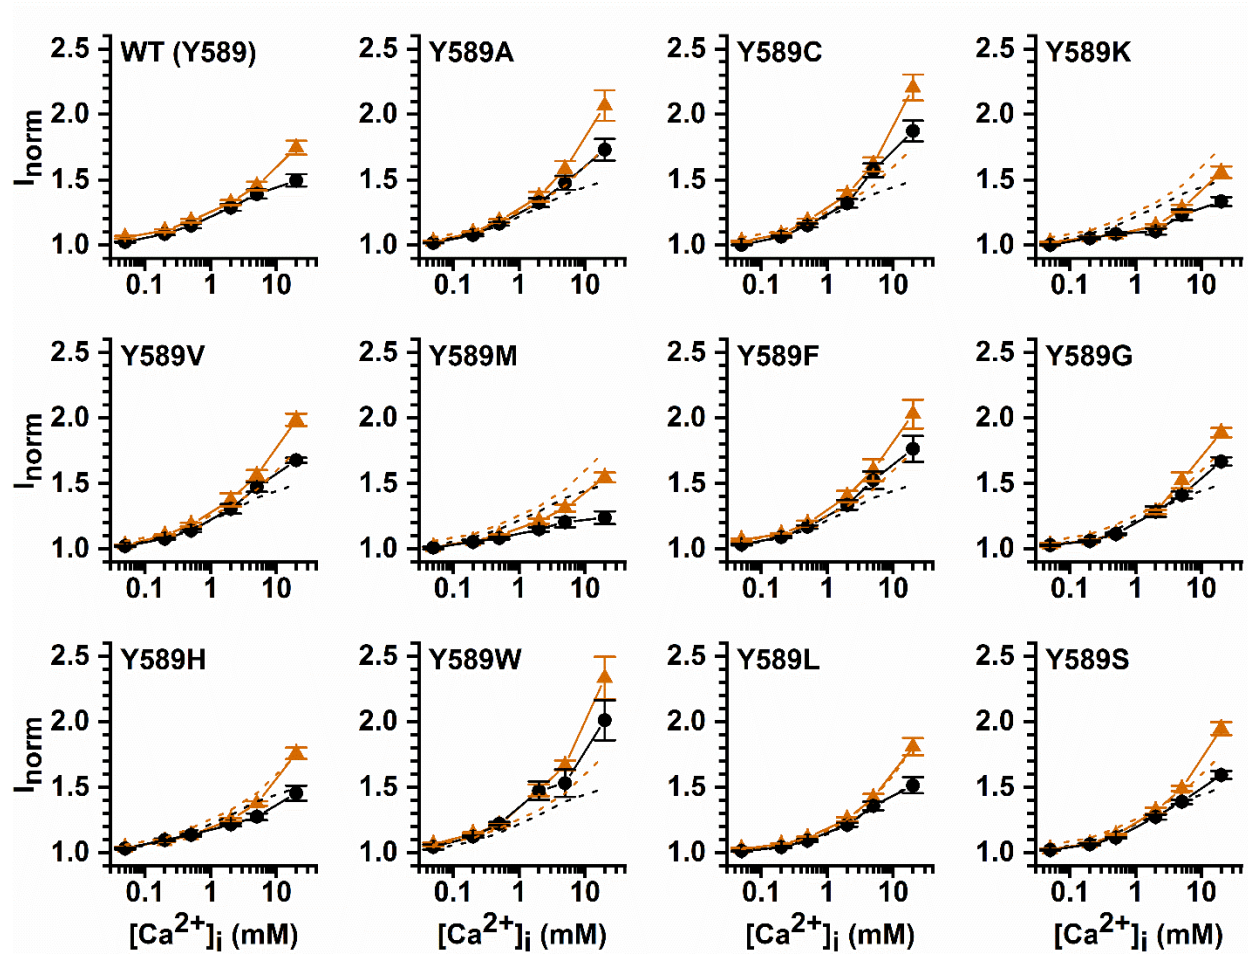 WT (Y589) Y589A Y589C Y589K
2.5 2.5 2.5 2.5
2.0 2.0 2.0 2.0
I_norm
1.5 1.5 1.5 1.5
1.0 1.0 1.0 1.0
0.1 1 10 0.1 1 10 0.1 1 10 0.1 1 10
Y589V Y589M Y589F Y589G
2.5 2.5 2.5 2.5
2.0 2.0 2.0 2.0
I_norm
1.5 1.5 1.5 1.5
1.0 1.0 1.0 1.0
0.1 1 10 0.1 1 10 0.1 1 10 0.1 1 10
Y589H Y589W Y589L Y589S
2.5 2.5 2.5 2.5
2.0 2.0 2.0 2.0
I_norm
1.5 1.5 1.5 1.5
1.0 1.0 1.0 1.0
0.1 1 10 0.1 1 10 0.1 1 10 0.1 1 10
[Ca²⁺]ᵢ (mM) [Ca²⁺]ᵢ (mM) [Ca²⁺]ᵢ (mM) [Ca²⁺]ᵢ (mM)